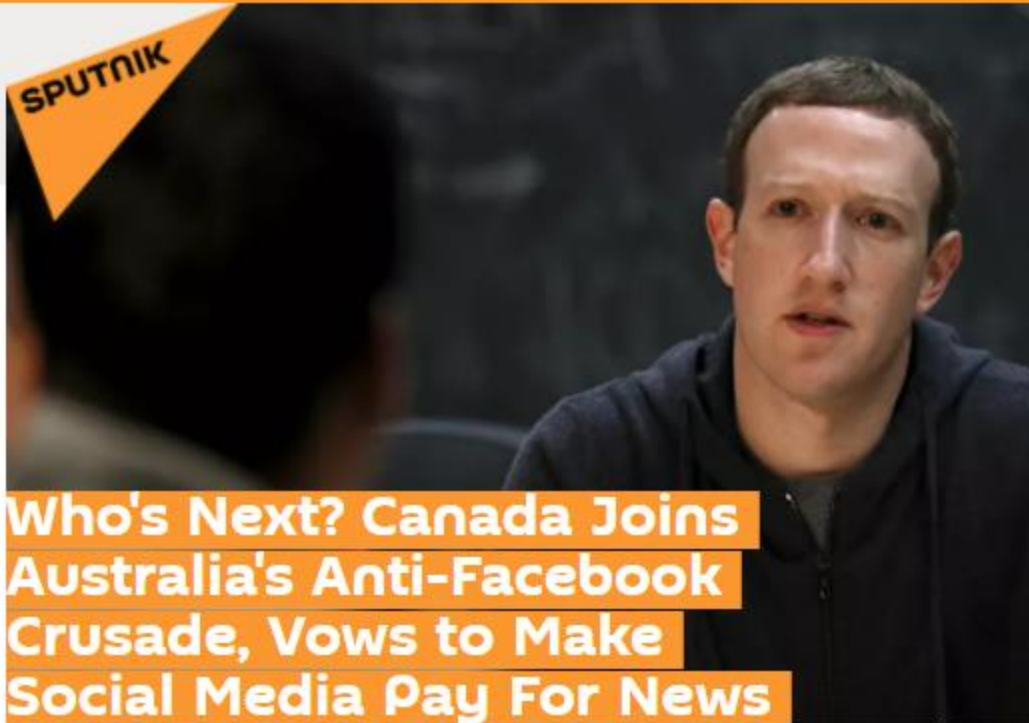 SPUTNIK
Who's Next? Canada Joins
Australia's Anti-Facebook
Crusade, Vows to Make
Social Media Pay For News